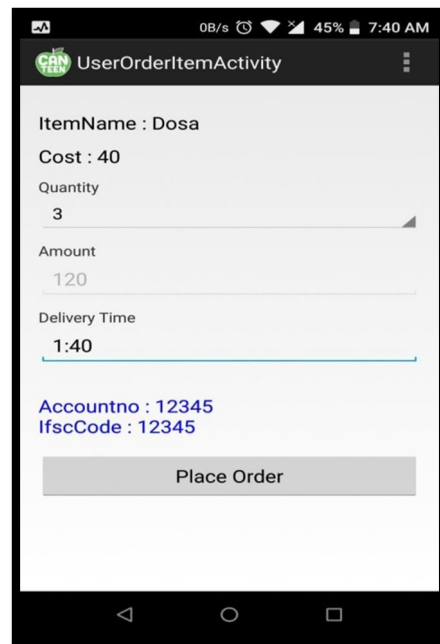 0B/s 45% 7:40 AM
CAN TEEN UserOrderItemActivity
ItemName : Dosa
Cost : 40
Quantity
3
Amount
120
Delivery Time
1:40
Accountno : 12345
IfscCode : 12345
Place Order